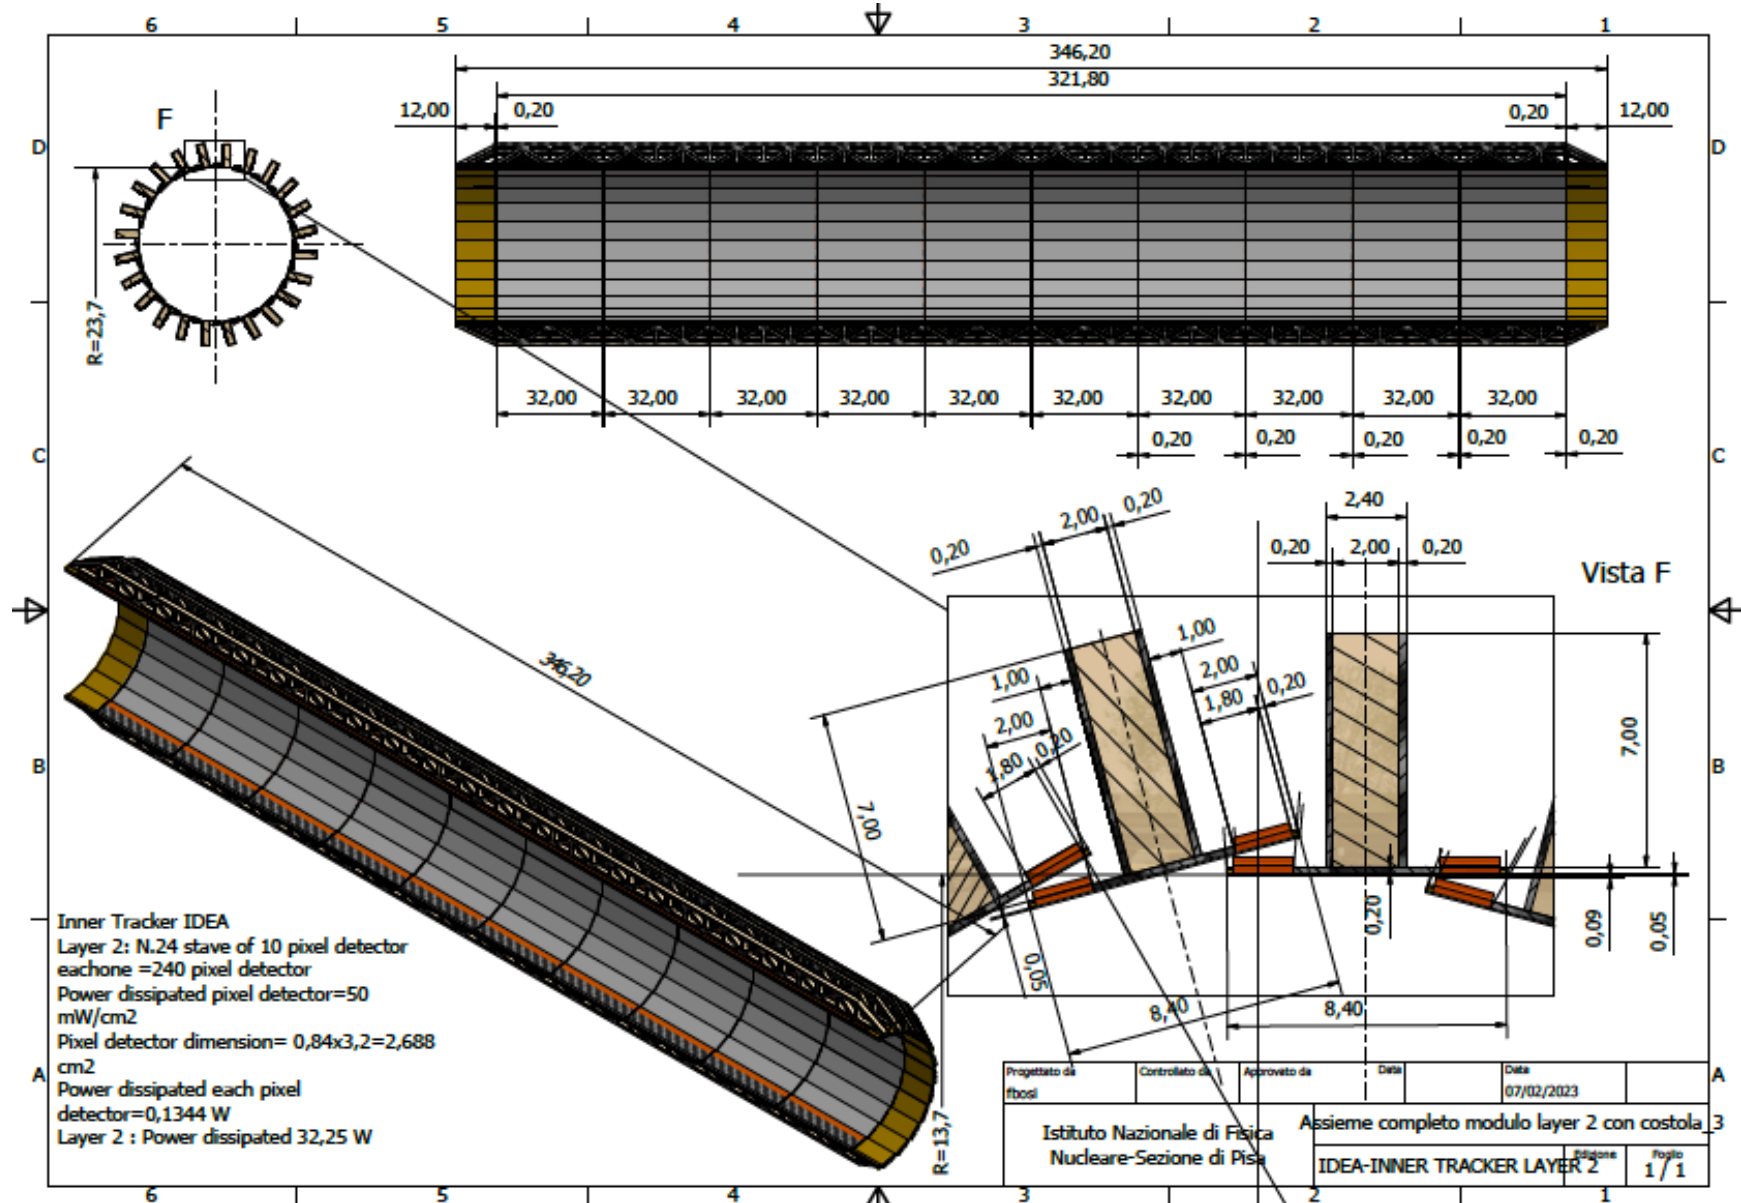 6 5 4 3 2 1
346,20
321,80
12,00 0,20 0,20 12,00
F
D D
R=23,7
32,00 32,00 32,00 32,00 32,00 32,00 32,00 32,00 32,00 32,00
0,20 0,20 0,20 0,20 0,20
C C
346,20
0,20 2,00 0,20
2,40
0,20 2,00 0,20
Vista F
1,00
2,00
1,80 0,20
1,00
2,00
1,80 0,20
7,00
7,00
B B
0,20
0,09
0,05
0,05
8,40
8,40
R=13,7
Inner Tracker IDEA
Layer 2: N.24 stave of 10 pixel detector
eachone =240 pixel detector
Power dissipated pixel detector=50
mW/cm2
Pixel detector dimension= 0,84x3,2=2,688
cm2
Power dissipated each pixel
detector=0,1344 W
Layer 2 : Power dissipated 32,25 W
A A
Progettato da Controllato da Approvato da Data Data
fbosi 07/02/2023
Istituto Nazionale di Fisica
Nucleare-Sezione di Pisa
Assieme completo modulo layer 2 con costola 3
IDEA-INNER TRACKER LAYER 2
Edizione Foglio
1 / 1
6 5 4 3 2 1